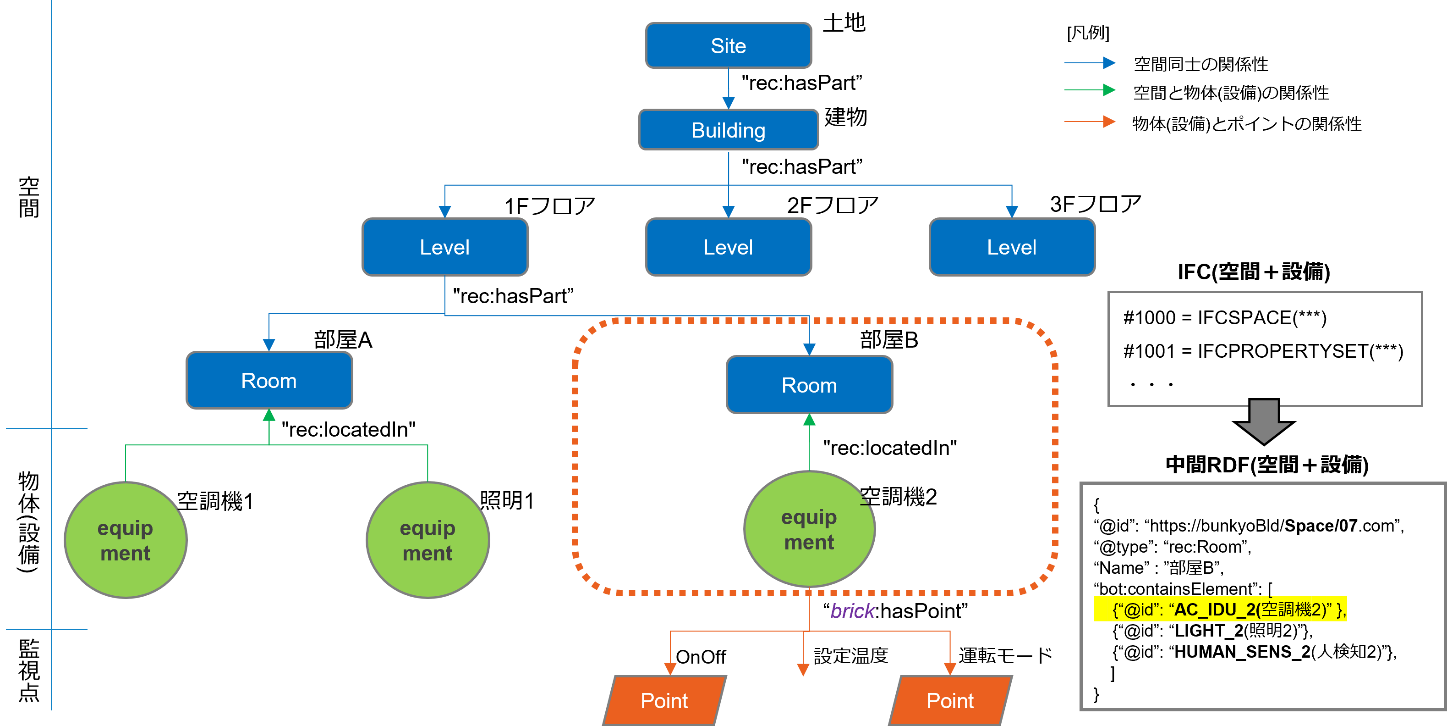 土地
Site
"rec:hasPart”
建物
Building
"rec:hasPart”
1Fフロア
2Fフロア
3Fフロア
Level
Level
Level
"rec:hasPart”
部屋A
部屋B
Room
Room
"rec:locatedIn"
"rec:locatedIn"
空調機1
照明1
空調機2
equip
ment
equip
ment
equip
ment
“brick:hasPoint”
OnOff
設定温度
運転モード
Point
Point
空間
物体(設備)
監視点
[凡例]
空間同士の関係性
空間と物体(設備)の関係性
物体(設備)とポイントの関係性
IFC(空間＋設備)
#1000 = IFCSPACE(***)
#1001 = IFCPROPERTYSET(***)
・・・
中間RDF(空間＋設備)
{
“@id”: “https://bunkyoBld/Space/07.com”,
“@type”: “rec:Room”,
“Name” : ”部屋B”,
“bot:containsElement”: [
{“@id”: “AC_IDU_2(空調機2)” },
{“@id”: “LIGHT_2(照明2)”},
{“@id”: “HUMAN_SENS_2(人検知2)”},
]
}